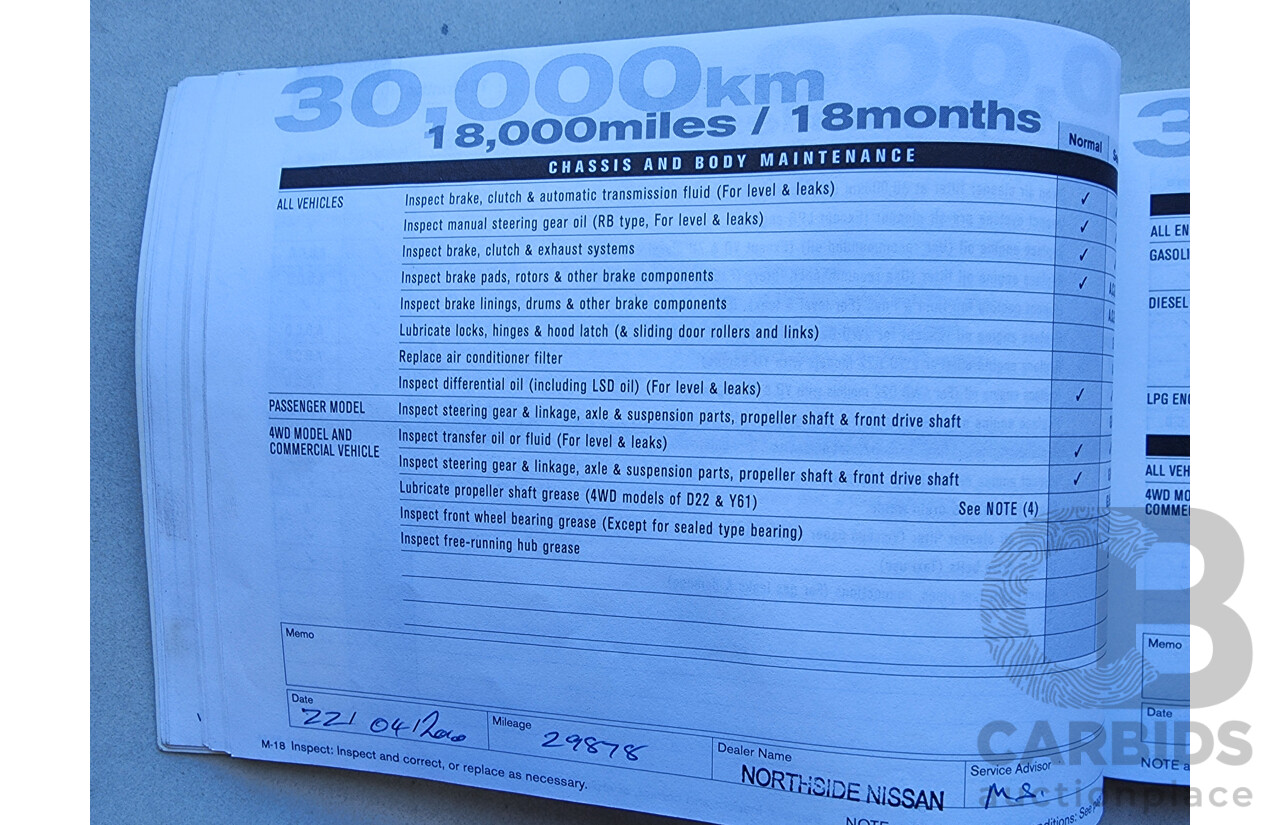 30,000km
18,000miles / 18months
Normal
CHASSIS AND BODY MAINTENANCE
ALL VEHICLES
Inspect brake, clutch & automatic transmission fluid (For level & leaks) ✓
Inspect manual steering gear oil (RB type, For level & leaks) ✓
Inspect brake, clutch & exhaust systems ✓
Inspect brake pads, rotors & other brake components ✓
Inspect brake linings, drums & other brake components
Lubricate locks, hinges & hood latch (& sliding door rollers and links)
Replace air conditioner filter
Inspect differential oil (including LSD oil) (For level & leaks) ✓
PASSENGER MODEL
Inspect steering gear & linkage, axle & suspension parts, propeller shaft & front drive shaft
4WD MODEL AND
COMMERCIAL VEHICLE
Inspect transfer oil or fluid (For level & leaks) ✓
Inspect steering gear & linkage, axle & suspension parts, propeller shaft & front drive shaft ✓
Lubricate propeller shaft grease (4WD models of D22 & Y61) See NOTE (4)
Inspect front wheel bearing grease (Except for sealed type bearing)
Inspect free-running hub grease
Memo
Date
Mileage
29878
Dealer Name
NORTHSIDE NISSAN
Service Advisor
M-18 Inspect: Inspect and correct, or replace as necessary.
NOTE
3
ALL EN
GASOLI
DIESEL
LPG EN
ALL VEH
4WD MO
COMME
Memo
Date
NOTE
CB
CARBIDS
auctionplace